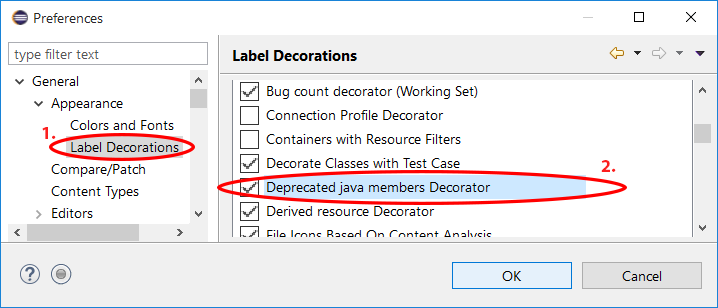 Preferences
type filter text
General
Appearance
Colors and Fonts
1.
Label Decorations
Compare/Patch
Content Types
Editors
Label Decorations
Bug count decorator (Working Set)
Connection Profile Decorator
Containers with Resource Filters
Decorate Classes with Test Case
2.
Deprecated java members Decorator
Derived resource Decorator
File Icons Based On Content Analysis
?
OK
Cancel